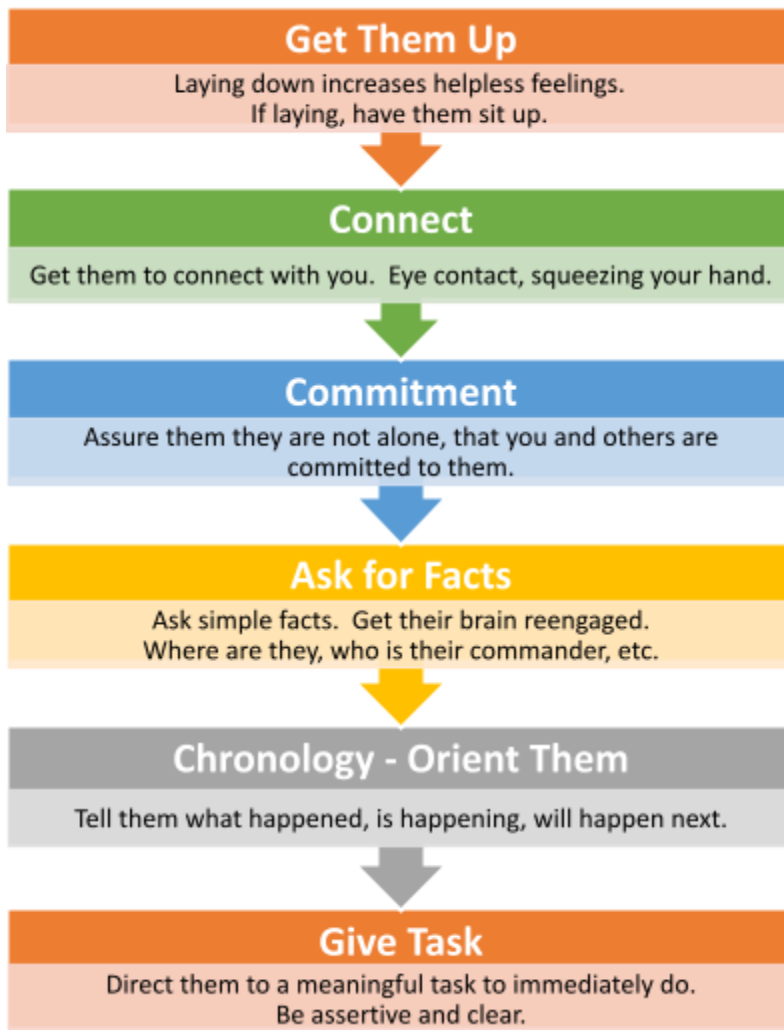 Get Them Up
Laying down increases helpless feelings.
If laying, have them sit up.
Connect
Get them to connect with you.  Eye contact, squeezing your hand.
Commitment
Assure them they are not alone, that you and others are
committed to them.
Ask for Facts
Ask simple facts.  Get their brain reengaged.
Where are they, who is their commander, etc.
Chronology - Orient Them
Tell them what happened, is happening, will happen next.
Give Task
Direct them to a meaningful task to immediately do.
Be assertive and clear.